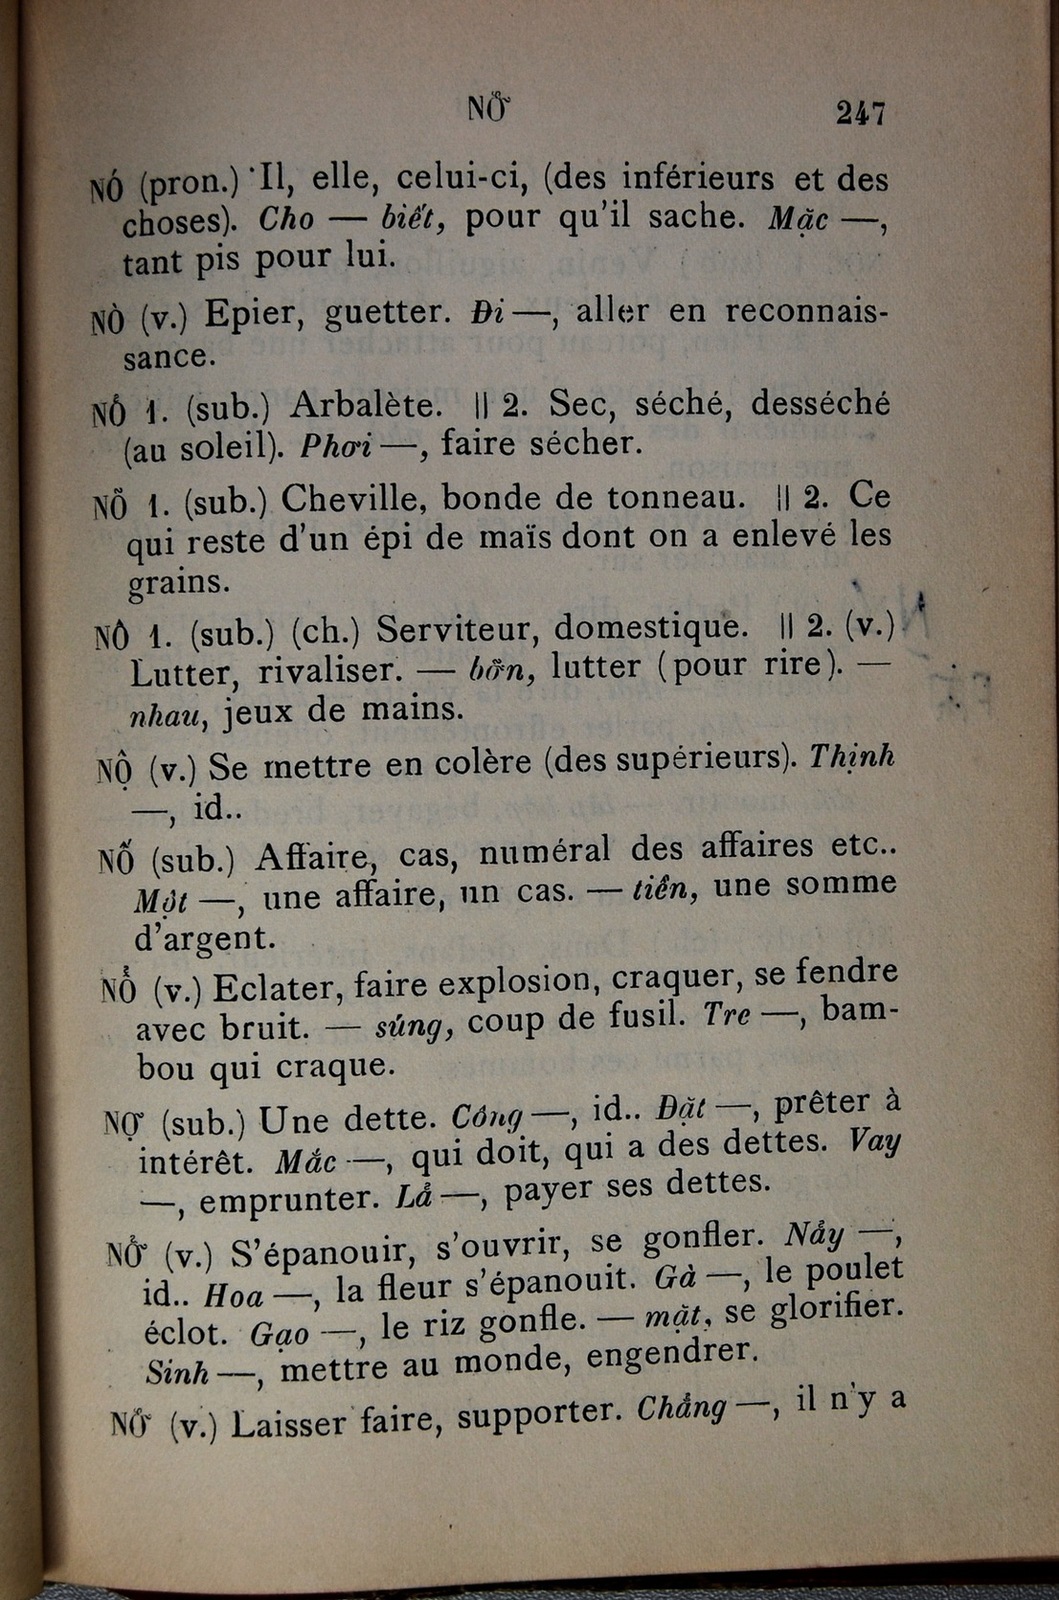 NỠ 247
NÓ (pron.) Il, elle, celui-ci, (des inférieurs et des
choses). Cho — biết, pour qu'il sache. Mặc —,
tant pis pour lui.
NÒ (v.) Epier, guetter. Đi —, aller en reconnais-
sance.
NỎ 1. (sub.) Arbalète. || 2. Sec, séché, desséché
(au soleil). Phơi —, faire sécher.
NÕ 1. (sub.) Cheville, bonde de tonneau. || 2. Ce
qui reste d'un épi de maïs dont on a enlevé les
grains.
NÔ 1. (sub.) (ch.) Serviteur, domestique. || 2. (v.)
Lutter, rivaliser. — bỡn, lutter (pour rire). —
nhau, jeux de mains.
NỘ (v.) Se mettre en colère (des supérieurs). Thịnh
—, id..
NỐ (sub.) Affaire, cas, numéral des affaires etc..
Một —, une affaire, un cas. — tiền, une somme
d'argent.
NỔ (v.) Eclater, faire explosion, craquer, se fendre
avec bruit. — súng, coup de fusil. Tre —, bam-
bou qui craque.
NỢ (sub.) Une dette. Công —, id.. Đặt —, prêter à
intérêt. Mắc —, qui doit, qui a des dettes. Vay
—, emprunter. Lả —, payer ses dettes.
NỞ (v.) S'épanouir, s'ouvrir, se gonfler. Nảy —,
id.. Hoa —, la fleur s'épanouit. Gà —, le poulet
éclot. Gạo —, le riz gonfle. — mặt, se glorifier.
Sinh —, mettre au monde, engendrer.
NỠ (v.) Laisser faire, supporter. Chẳng —, il n'y a